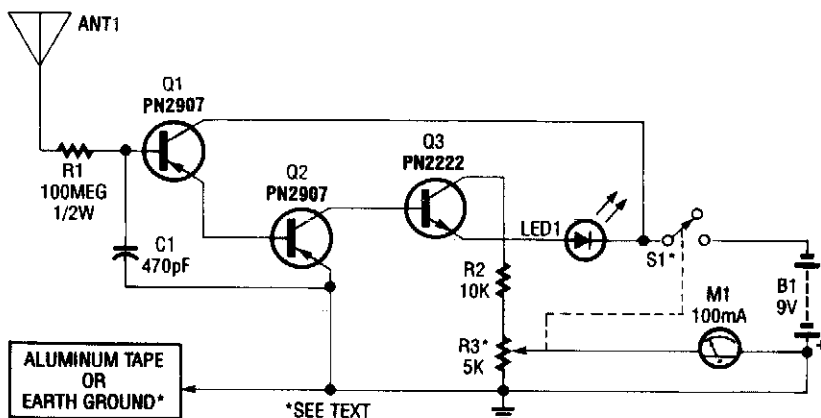 ANT1
Q1
PN2907
Q3
PN2222
R1
100MEG
1/2W
Q2
PN2907
LED1
C1
470pF
S1*
R2
10K
B1
9V
M1
100mA
+
R3*
5K
ALUMINUM TAPE
OR
EARTH GROUND*
*SEE TEXT